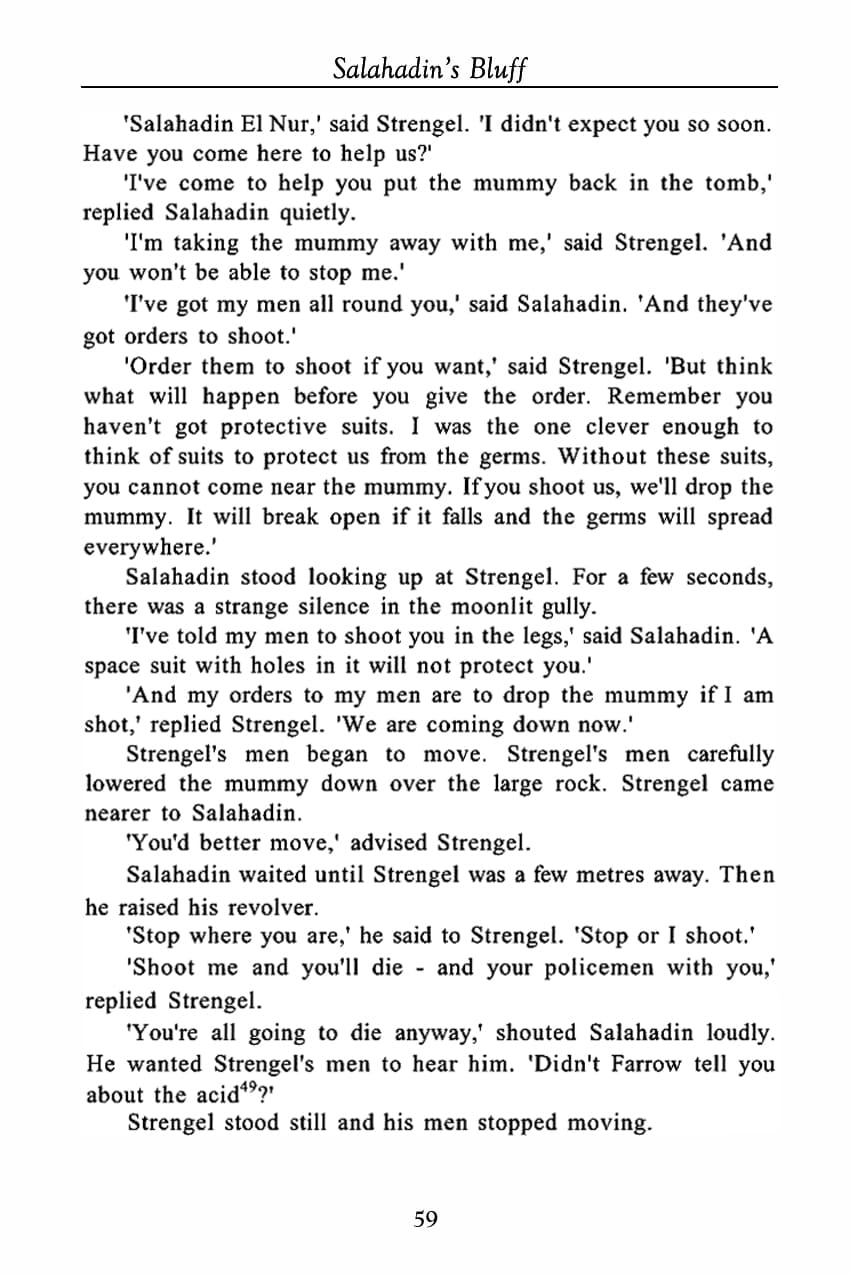 Salahadin's Bluff
'Salahadin El Nur,' said Strengel. 'I didn't expect you so soon.
Have you come here to help us?'
'I've come to help you put the mummy back in the tomb,'
replied Salahadin quietly.
'I'm taking the mummy away with me,' said Strengel. 'And
you won't be able to stop me.'
'I've got my men all round you,' said Salahadin. 'And they've
got orders to shoot.'
'Order them to shoot if you want,' said Strengel. 'But think
what will happen before you give the order. Remember you
haven't got protective suits. I was the one clever enough to
think of suits to protect us from the germs. Without these suits,
you cannot come near the mummy. If you shoot us, we'll drop the
mummy. It will break open if it falls and the germs will spread
everywhere.'
Salahadin stood looking up at Strengel. For a few seconds,
there was a strange silence in the moonlit gully.
'I've told my men to shoot you in the legs,' said Salahadin. 'A
space suit with holes in it will not protect you.'
'And my orders to my men are to drop the mummy if I am
shot,' replied Strengel. 'We are coming down now.'
Strengel's men began to move. Strengel's men carefully
lowered the mummy down over the large rock. Strengel came
nearer to Salahadin.
'You'd better move,' advised Strengel.
Salahadin waited until Strengel was a few metres away. Then
he raised his revolver.
'Stop where you are,' he said to Strengel. 'Stop or I shoot.'
'Shoot me and you'll die - and your policemen with you,'
replied Strengel.
'You're all going to die anyway,' shouted Salahadin loudly.
He wanted Strengel's men to hear him. 'Didn't Farrow tell you
about the acid⁴⁹?'
Strengel stood still and his men stopped moving.
59